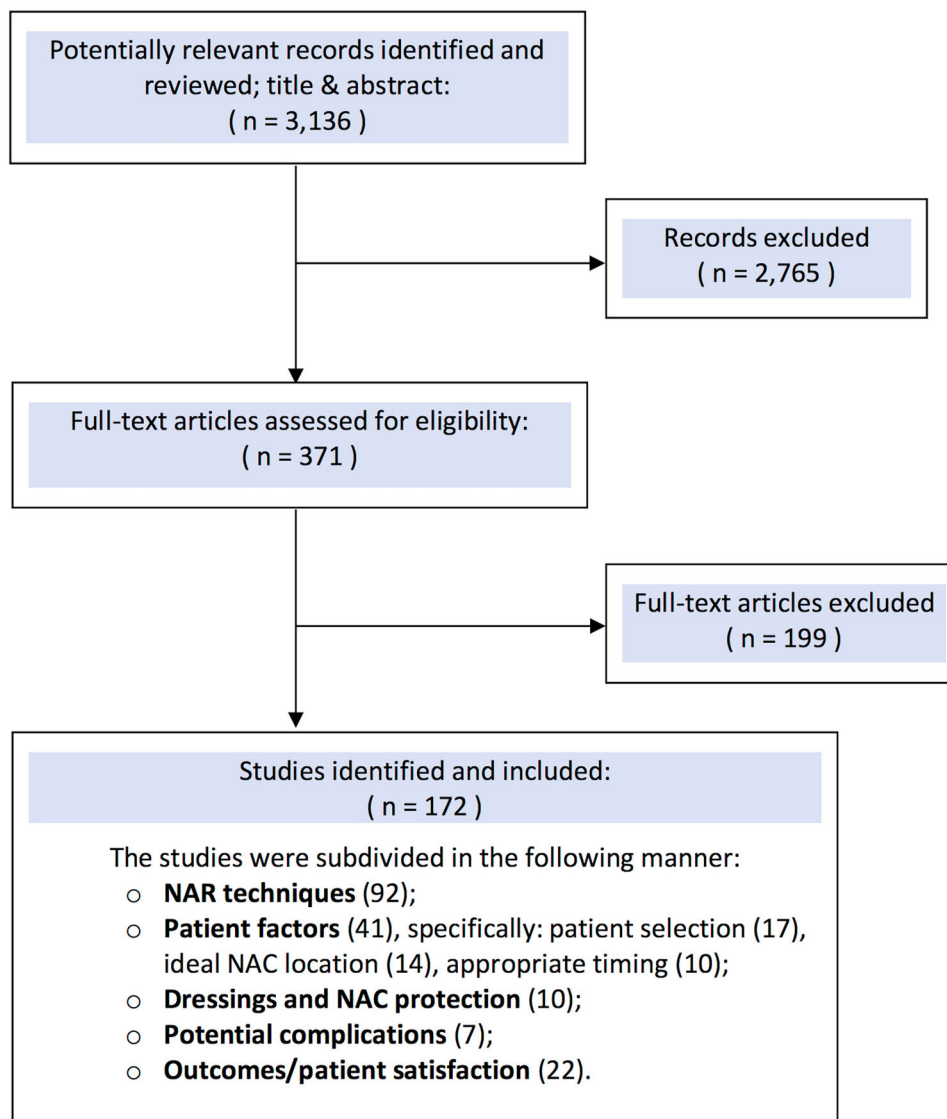 Potentially relevant records identified and
reviewed; title & abstract:
( n = 3,136 )
Records excluded
( n = 2,765 )
Full-text articles assessed for eligibility:
( n = 371 )
Full-text articles excluded
( n = 199 )
Studies identified and included:
( n = 172 )
The studies were subdivided in the following manner:
o NAR techniques (92);
o Patient factors (41), specifically: patient selection (17),
ideal NAC location (14), appropriate timing (10);
o Dressings and NAC protection (10);
o Potential complications (7);
o Outcomes/patient satisfaction (22).